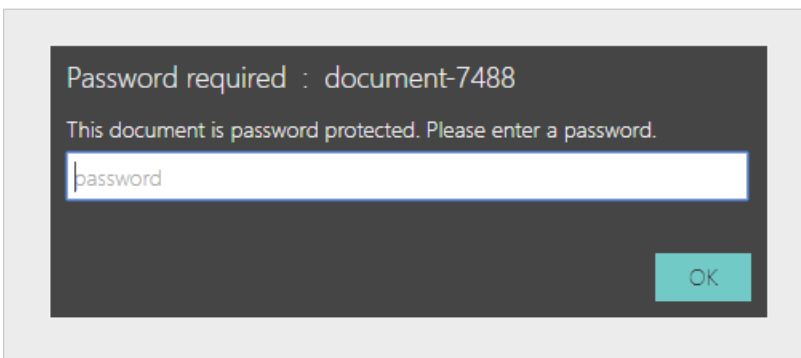 Password required : document-7488
This document is password protected. Please enter a password.
password
OK